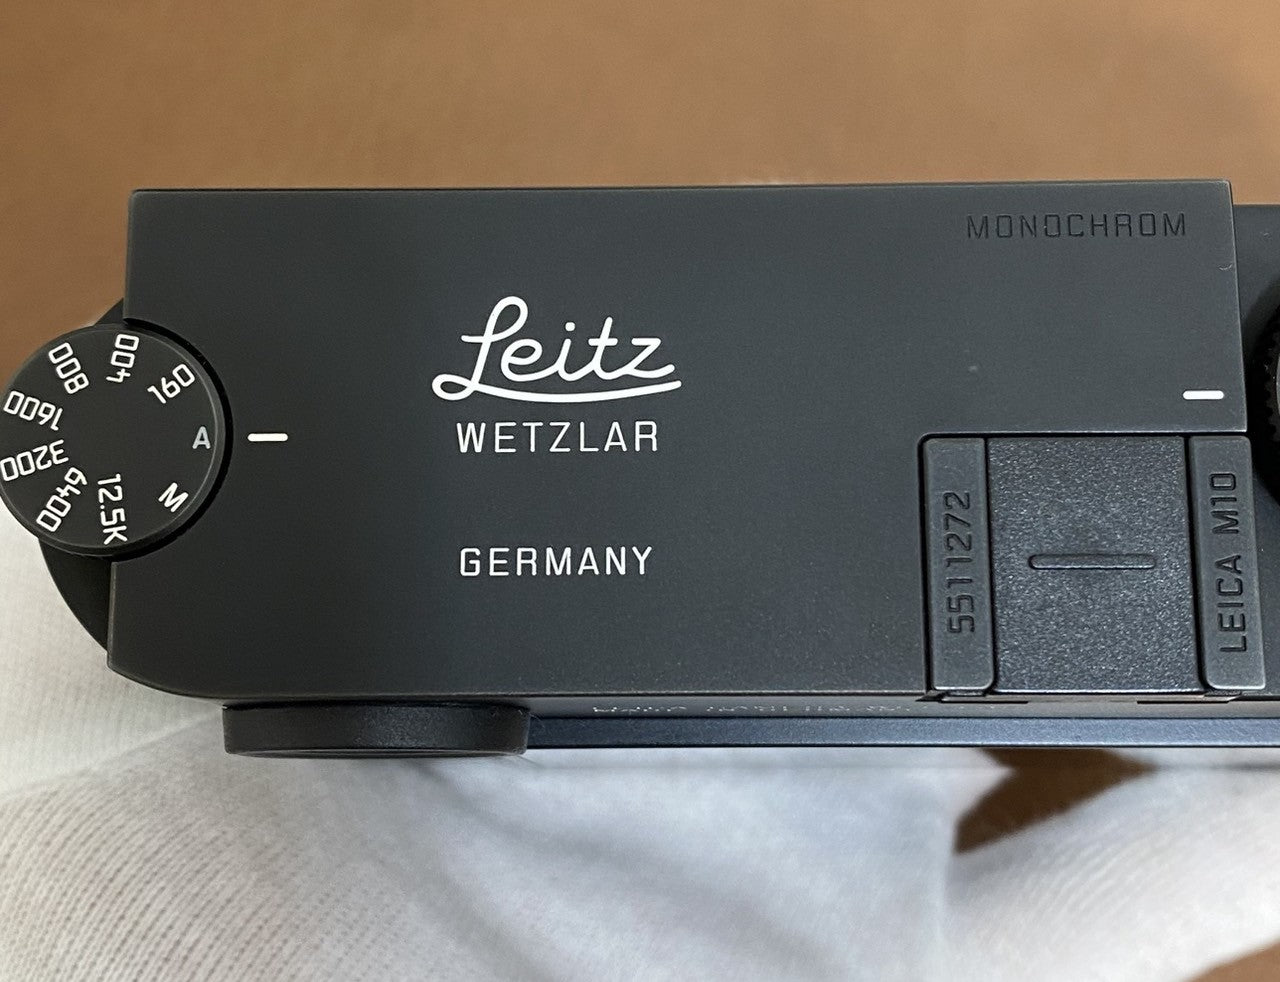 MONOCHROM
Leitz
WETZLAR
GERMANY
A
160
400
800
1600
3200
6400
12.5K
M
5511272
LEICA M10